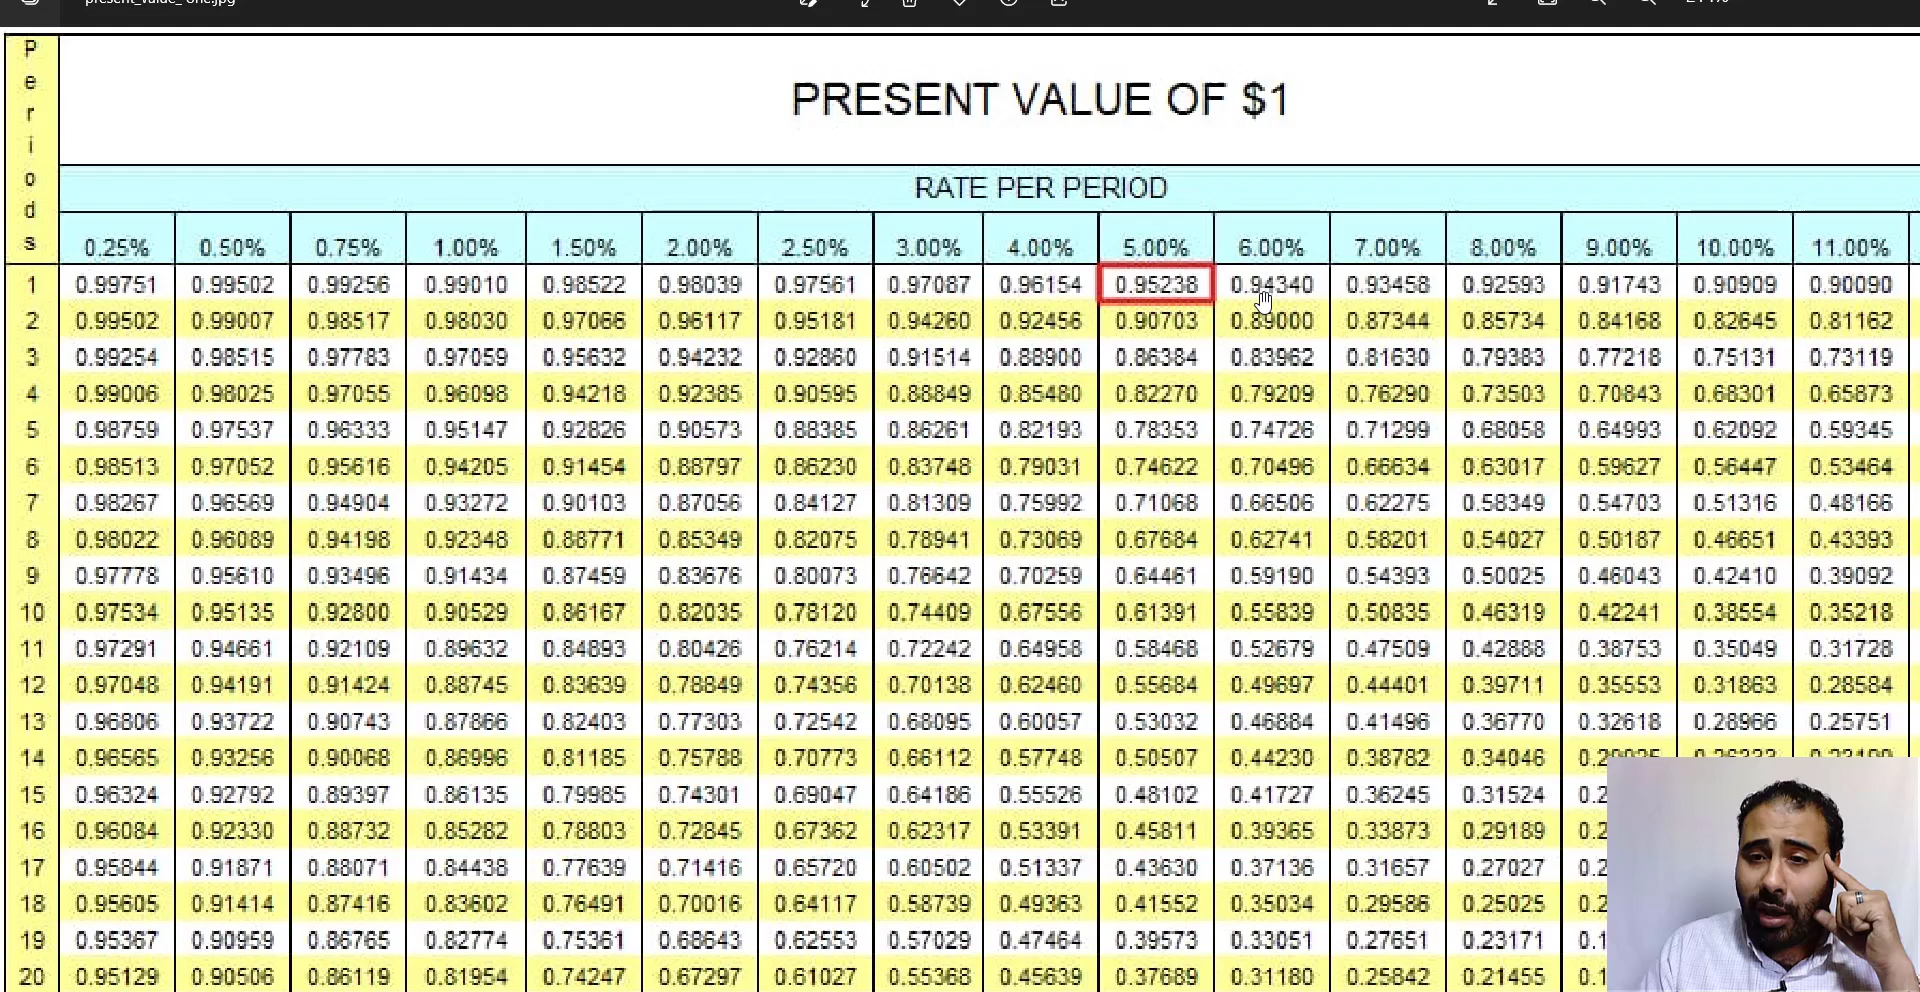 present_value_one.jpg
Periods
PRESENT VALUE OF $1
RATE PER PERIOD
0.25% 0.50% 0.75% 1.00% 1.50% 2.00% 2.50% 3.00% 4.00% 5.00% 6.00% 7.00% 8.00% 9.00% 10.00% 11.00%
1 0.99751 0.99502 0.99256 0.99010 0.98522 0.98039 0.97561 0.97087 0.96154 0.95238 0.94340 0.93458 0.92593 0.91743 0.90909 0.90090
2 0.99502 0.99007 0.98517 0.98030 0.97066 0.96117 0.95181 0.94260 0.92456 0.90703 0.89000 0.87344 0.85734 0.84168 0.82645 0.81162
3 0.99254 0.98515 0.97783 0.97059 0.95632 0.94232 0.92860 0.91514 0.88900 0.86384 0.83962 0.81630 0.79383 0.77218 0.75131 0.73119
4 0.99006 0.98025 0.97055 0.96098 0.94218 0.92385 0.90595 0.88849 0.85480 0.82270 0.79209 0.76290 0.73503 0.70843 0.68301 0.65873
5 0.98759 0.97537 0.96333 0.95147 0.92826 0.90573 0.88385 0.86261 0.82193 0.78353 0.74726 0.71299 0.68058 0.64993 0.62092 0.59345
6 0.98513 0.97052 0.95616 0.94205 0.91454 0.88797 0.86230 0.83748 0.79031 0.74622 0.70496 0.66634 0.63017 0.59627 0.56447 0.53464
7 0.98267 0.96569 0.94904 0.93272 0.90103 0.87056 0.84127 0.81309 0.75992 0.71068 0.66506 0.62275 0.58349 0.54703 0.51316 0.48166
8 0.98022 0.96089 0.94198 0.92348 0.88771 0.85349 0.82075 0.78941 0.73069 0.67684 0.62741 0.58201 0.54027 0.50187 0.46651 0.43393
9 0.97778 0.95610 0.93496 0.91434 0.87459 0.83676 0.80073 0.76642 0.70259 0.64461 0.59190 0.54393 0.50025 0.46043 0.42410 0.39092
10 0.97534 0.95135 0.92800 0.90529 0.86167 0.82035 0.78120 0.74409 0.67556 0.61391 0.55839 0.50835 0.46319 0.42241 0.38554 0.35218
11 0.97291 0.94661 0.92109 0.89632 0.84893 0.80426 0.76214 0.72242 0.64958 0.58468 0.52679 0.47509 0.42888 0.38753 0.35049 0.31728
12 0.97048 0.94191 0.91424 0.88745 0.83639 0.78849 0.74356 0.70138 0.62460 0.55684 0.49697 0.44401 0.39711 0.35553 0.31863 0.28584
13 0.96806 0.93722 0.90743 0.87866 0.82403 0.77303 0.72542 0.68095 0.60057 0.53032 0.46884 0.41496 0.36770 0.32618 0.28966 0.25751
14 0.96565 0.93256 0.90068 0.86996 0.81185 0.75788 0.70773 0.66112 0.57748 0.50507 0.44230 0.38782 0.34046
15 0.96324 0.92792 0.89397 0.86135 0.79985 0.74301 0.69047 0.64186 0.55526 0.48102 0.41727 0.36245 0.31524 0.2
16 0.96084 0.92330 0.88732 0.85282 0.78803 0.72845 0.67362 0.62317 0.53391 0.45811 0.39365 0.33873 0.29189 0.2
17 0.95844 0.91871 0.88071 0.84438 0.77639 0.71416 0.65720 0.60502 0.51337 0.43630 0.37136 0.31657 0.27027 0.2
18 0.95605 0.91414 0.87416 0.83602 0.76491 0.70016 0.64117 0.58739 0.49363 0.41552 0.35034 0.29586 0.25025 0.2
19 0.95367 0.90959 0.86765 0.82774 0.75361 0.68643 0.62553 0.57029 0.47464 0.39573 0.33051 0.27651 0.23171 0.1
20 0.95129 0.90506 0.86119 0.81954 0.74247 0.67297 0.61027 0.55368 0.45639 0.37689 0.31180 0.25842 0.21455 0.1